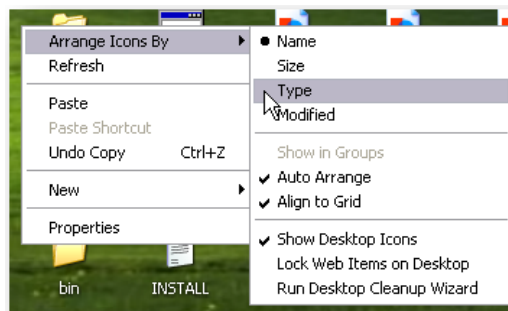 Arrange Icons By
Refresh
Paste
Paste Shortcut
Undo Copy Ctrl+Z
New
Properties
Name
Size
Type
Modified
Show in Groups
Auto Arrange
Align to Grid
Show Desktop Icons
Lock Web Items on Desktop
Run Desktop Cleanup Wizard
bin
INSTALL